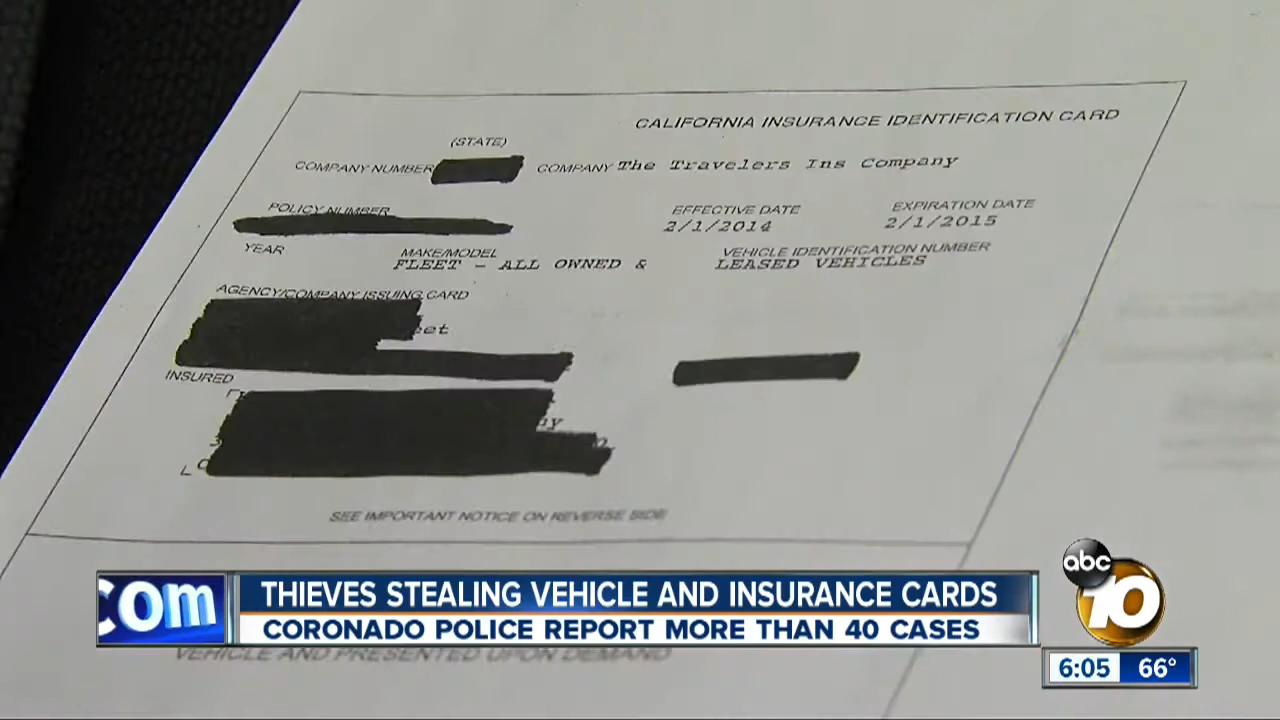 CALIFORNIA INSURANCE IDENTIFICATION CARD
(STATE)
COMPANY NUMBER COMPANY The Travelers Ins Company
POLICY NUMBER EFFECTIVE DATE EXPIRATION DATE
2/1/2014 2/1/2015
YEAR MAKE/MODEL VEHICLE IDENTIFICATION NUMBER
FLEET - ALL OWNED & LEASED VEHICLES
AGENCY/COMPANY ISSUING CARD
eet
INSURED
SEE IMPORTANT NOTICE ON REVERSE SIDE
com THIEVES STEALING VEHICLE AND INSURANCE CARDS
CORONADO POLICE REPORT MORE THAN 40 CASES
VEHICLE AND PRESENTED UPON DEMAND
abc
10
6:05 66°